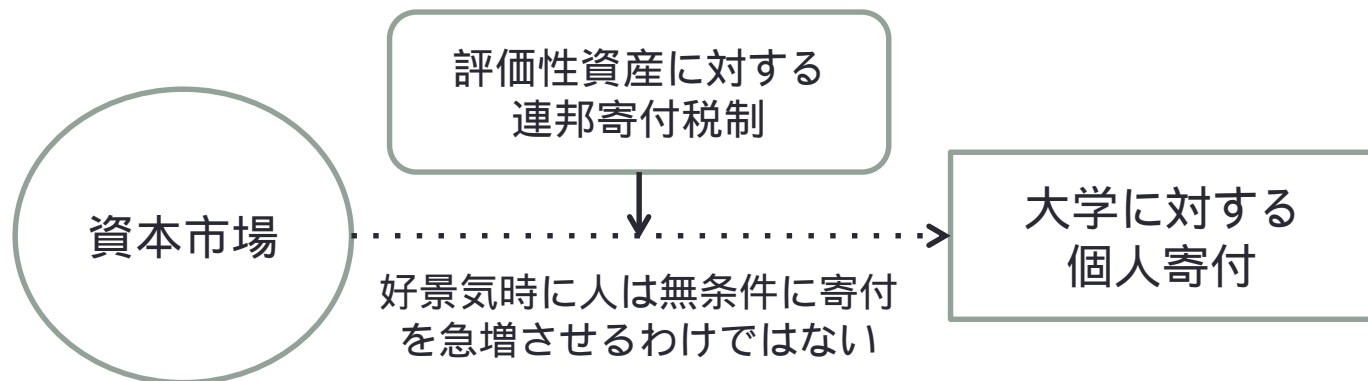 評価性資産に対する
連邦寄付税制
資本市場
大学に対する
個人寄付
好景気時に人は無条件に寄付
を急増させるわけではない